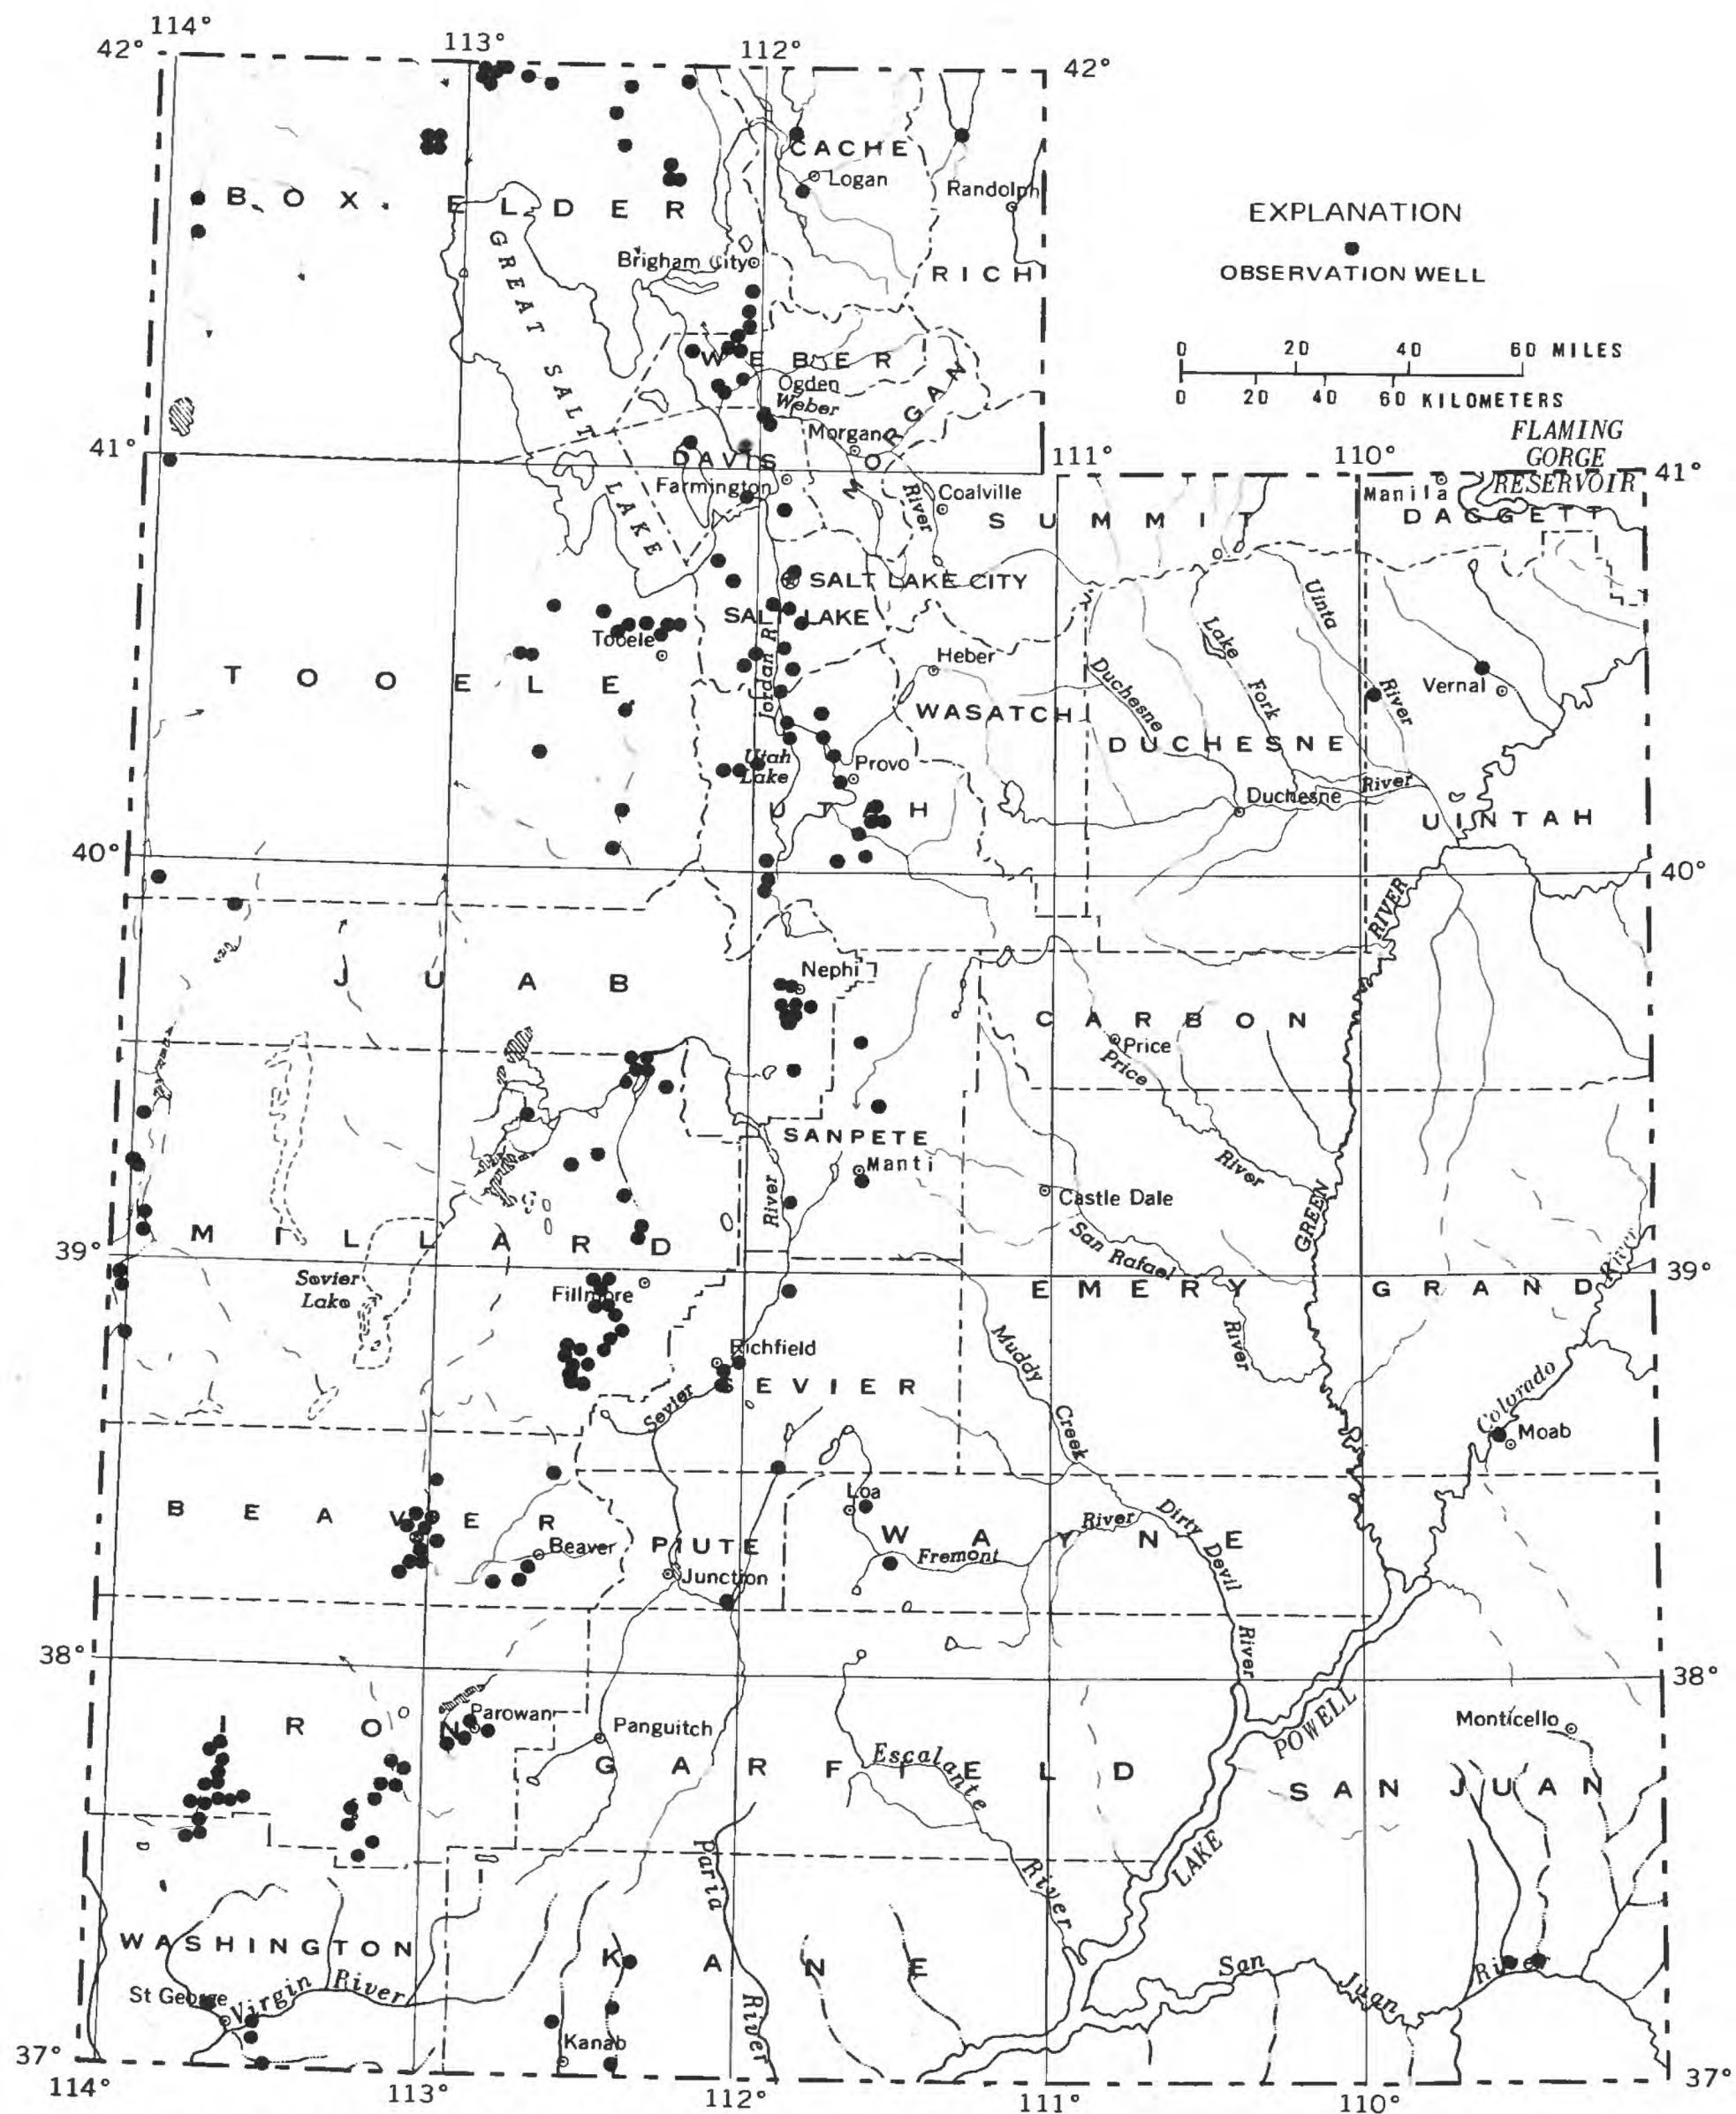 114°
42°
113°
112°
42°
CACHE
Logan
Randolph
BOX ELDER
EXPLANATION
OBSERVATION WELL
Brigham City
RICH
GREAT SALT LAKE
0 20 40 60 MILES
0 20 40 60 KILOMETERS
WEBER
Ogden
Weber
MORGAN
Morgan
River
41°
DAVIS
Farmington
Coalville
111°
110°
FLAMING
GORGE
RESERVOIR
41°
Manila
SUMMIT
DAGGETT
SALT LAKE CITY
SALT LAKE
Tooele
Jordan R
Heber
Uinta
River
Lake
Fork
Duchesne
Vernal
TOOELE
WASATCH
DUCHESNE
Utah
Lake
Provo
River
Duchesne
UTAH
UINTAH
40°
40°
RIVER
JUAB
Nephi
CARBON
Price
Price
River
SANPETE
Manti
River
Castle Dale
GREEN
MILLARD
39°
San Rafael
River
River
39°
Sevier
Lake
Fillmore
EMERY
GRAND
Muddy
Creek
Richfield
SEVIER
Sevier
Colorado
Moab
BEAVER
Loa
WAYNE
River
Dirty
Devil
River
Beaver
PIUTE
Fremont
Junction
38°
38°
IRON
Parowan
Panguitch
POWELL
Monticello
GARFIELD
Escalante
River
SAN JUAN
LAKE
Paria
River
WASHINGTON
KANE
San
Juan
River
St George
Virgin River
Kanab
37°
37°
114°
113°
112°
111°
110°